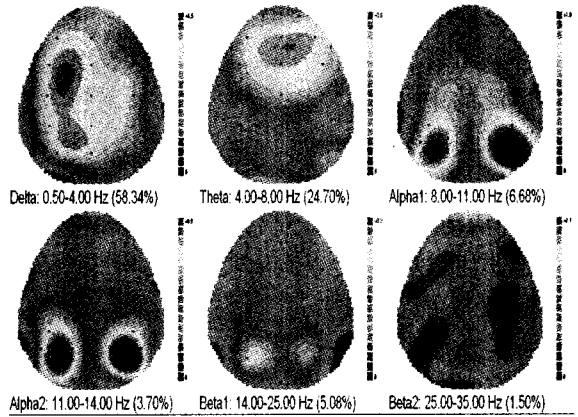 Delta: 0.50-4.00 Hz (58.34%)
Theta: 4.00-8.00 Hz (24.70%)
Alpha1: 8.00-11.00 Hz (6.68%)
Alpha2: 11.00-14.00 Hz (3.70%)
Beta1: 14.00-25.00 Hz (5.08%)
Beta2: 25.00-35.00 Hz (1.50%)